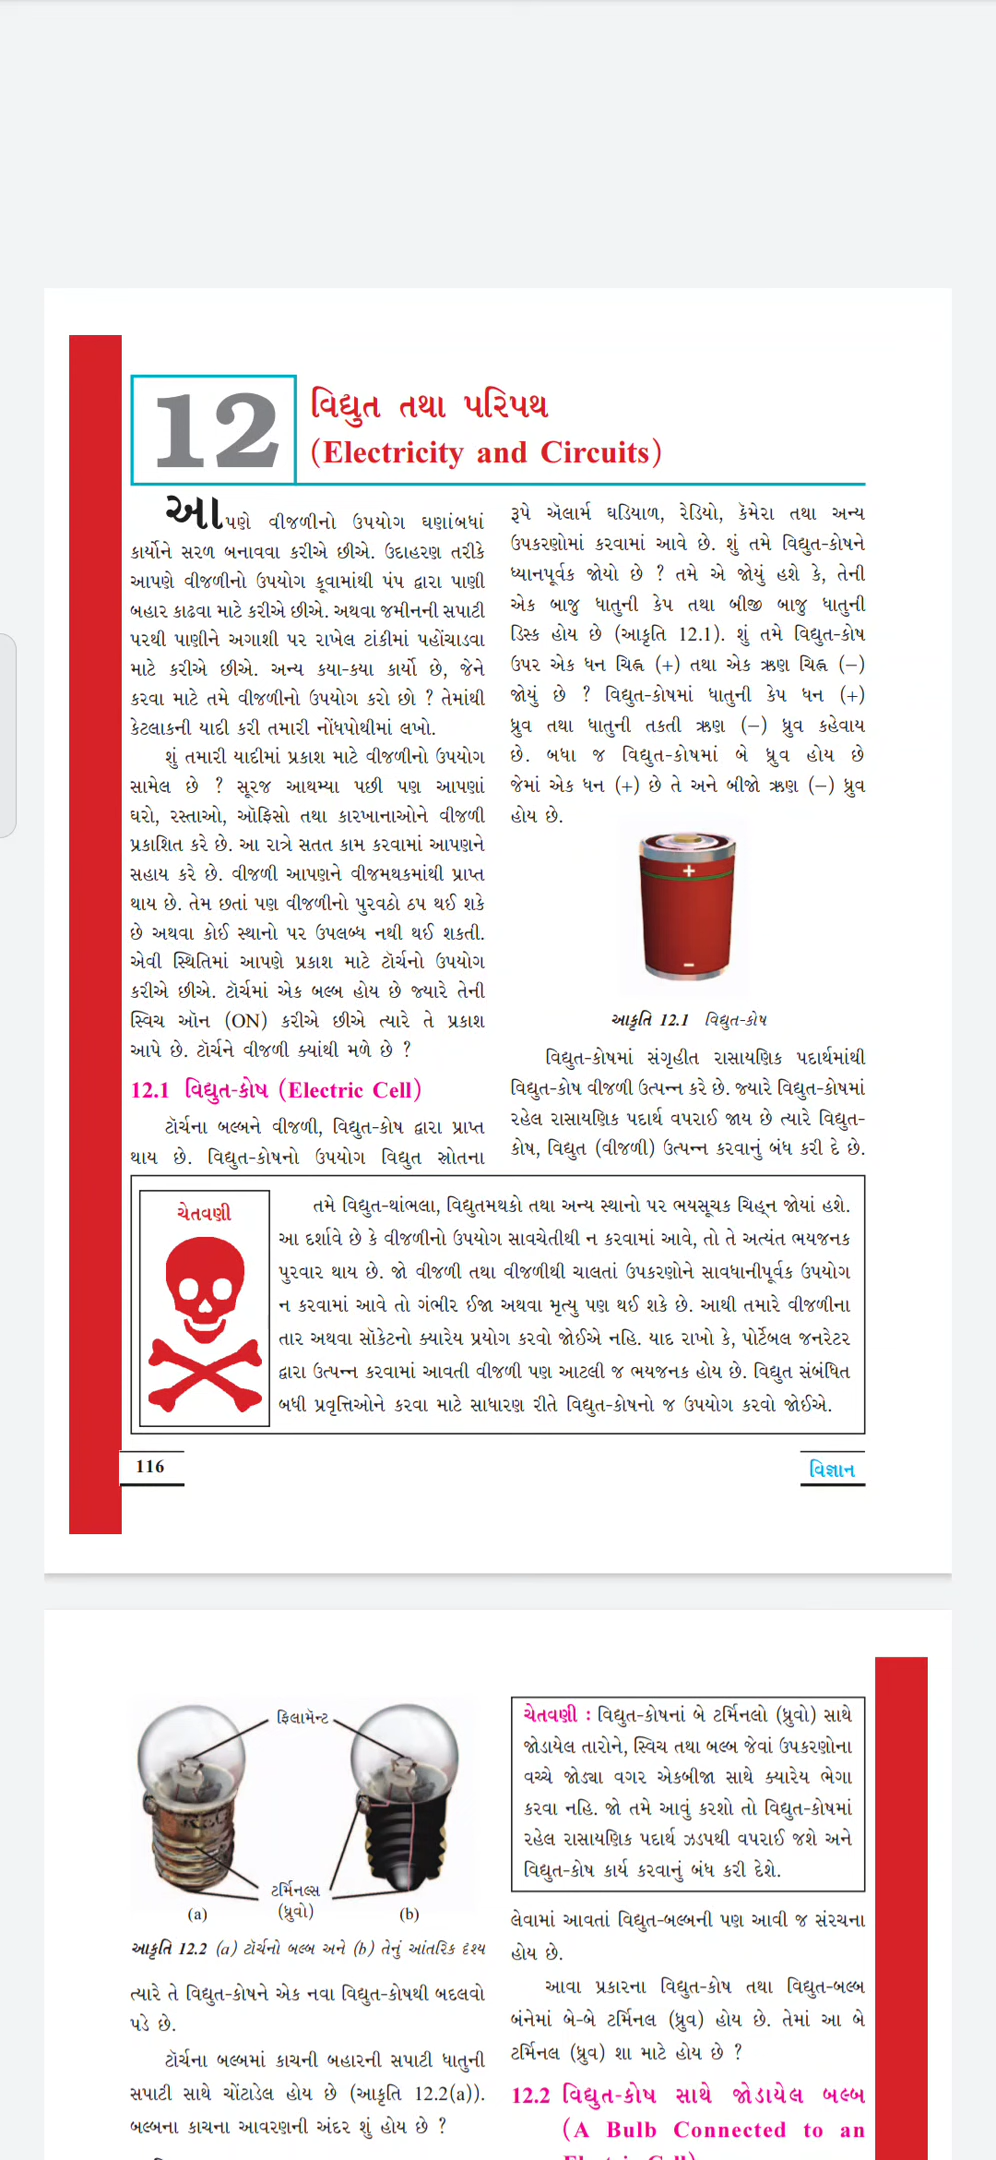 12
વિદ્યુત તથા પરિપથ
(Electricity and Circuits)
આપણે વીજળીનો ઉપયોગ ઘણાંબધાં
કાર્યોને સરળ બનાવવા કરીએ છીએ. ઉદાહરણ તરીકે
આપણે વીજળીનો ઉપયોગ કૂવામાંથી પંપ દ્વારા પાણી
બહાર કાઢવા માટે કરીએ છીએ. અથવા જમીનની સપાટી
પરથી પાણીને અગાશી પર રાખેલ ટાંકીમાં પહોંચાડવા
માટે કરીએ છીએ. અન્ય કયા-કયા કાર્યો છે, જેને
કરવા માટે તમે વીજળીનો ઉપયોગ કરો છો ? તેમાંથી
કેટલાકની યાદી કરી તમારી નોંધપોથીમાં લખો.
શું તમારી યાદીમાં પ્રકાશ માટે વીજળીનો ઉપયોગ
સામેલ છે ? સૂરજ આથમ્યા પછી પણ આપણાં
ઘરો, રસ્તાઓ, ઑફિસો તથા કારખાનાઓને વીજળી
પ્રકાશિત કરે છે. આ રાત્રે સતત કામ કરવામાં આપણને
સહાય કરે છે. વીજળી આપણને વીજમથકમાંથી પ્રાપ્ત
થાય છે. તેમ છતાં પણ વીજળીનો પુરવઠો ઠપ થઈ શકે
છે અથવા કોઈ સ્થાનો પર ઉપલબ્ધ નથી થઈ શકતી.
એવી સ્થિતિમાં આપણે પ્રકાશ માટે ટૉર્ચનો ઉપયોગ
કરીએ છીએ. ટૉર્ચમાં એક બલ્બ હોય છે જ્યારે તેની
સ્વિચ ઑન (ON) કરીએ છીએ ત્યારે તે પ્રકાશ
આપે છે. ટૉર્ચને વીજળી ક્યાંથી મળે છે ?
12.1 વિદ્યુત-કોષ (Electric Cell)
ટૉર્ચના બલ્બને વીજળી, વિદ્યુત-કોષ દ્વારા પ્રાપ્ત
થાય છે. વિદ્યુત-કોષનો ઉપયોગ વિદ્યુત સ્રોતના
રૂપે ઍલાર્મ ઘડિયાળ, રેડિયો, કૅમેરા તથા અન્ય
ઉપકરણોમાં કરવામાં આવે છે. શું તમે વિદ્યુત-કોષને
ધ્યાનપૂર્વક જોયો છે ? તમે એ જોયું હશે કે, તેની
એક બાજુ ધાતુની કેપ તથા બીજી બાજુ ધાતુની
ડિસ્ક હોય છે (આકૃતિ 12.1). શું તમે વિદ્યુત-કોષ
ઉપર એક ધન ચિહ્ન (+) તથા એક ઋણ ચિહ્ન (−)
જોયું છે ? વિદ્યુત-કોષમાં ધાતુની કેપ ધન (+)
ધ્રુવ તથા ધાતુની તકતી ઋણ (−) ધ્રુવ કહેવાય
છે. બધા જ વિદ્યુત-કોષમાં બે ધ્રુવ હોય છે
જેમાં એક ધન (+) છે તે અને બીજો ઋણ (−) ધ્રુવ
હોય છે.
+
−
આકૃતિ 12.1 વિદ્યુત-કોષ
વિદ્યુત-કોષમાં સંગૃહીત રાસાયણિક પદાર્થમાંથી
વિદ્યુત-કોષ વીજળી ઉત્પન્ન કરે છે. જ્યારે વિદ્યુત-કોષમાં
રહેલ રાસાયણિક પદાર્થ વપરાઈ જાય છે ત્યારે વિદ્યુત-
કોષ, વિદ્યુત (વીજળી) ઉત્પન્ન કરવાનું બંધ કરી દે છે.
ચેતવણી
તમે વિદ્યુત-થાંભલા, વિદ્યુતમથકો તથા અન્ય સ્થાનો પર ભયસૂચક ચિહ્‌ન જોયાં હશે.
આ દર્શાવે છે કે વીજળીનો ઉપયોગ સાવચેતીથી ન કરવામાં આવે, તો તે અત્યંત ભયજનક
પુરવાર થાય છે. જો વીજળી તથા વીજળીથી ચાલતાં ઉપકરણોને સાવધાનીપૂર્વક ઉપયોગ
ન કરવામાં આવે તો ગંભીર ઈજા અથવા મૃત્યુ પણ થઈ શકે છે. આથી તમારે વીજળીના
તાર અથવા સૉકેટનો ક્યારેય પ્રયોગ કરવો જોઈએ નહિ. યાદ રાખો કે, પોર્ટેબલ જનરેટર
દ્વારા ઉત્પન્ન કરવામાં આવતી વીજળી પણ આટલી જ ભયજનક હોય છે. વિદ્યુત સંબંધિત
બધી પ્રવૃત્તિઓને કરવા માટે સાધારણ રીતે વિદ્યુત-કોષનો જ ઉપયોગ કરવો જોઈએ.
116
વિજ્ઞાન
ફિલામૅન્ટ
ટર્મિનલ્સ
(ધ્રુવો)
(a)
(b)
આકૃતિ 12.2 (a) ટૉર્ચનો બલ્બ અને (b) તેનું આંતરિક દૃશ્ય
ત્યારે તે વિદ્યુત-કોષને એક નવા વિદ્યુત-કોષથી બદલવો
પડે છે.
ટૉર્ચના બલ્બમાં કાચની બહારની સપાટી ધાતુની
સપાટી સાથે ચોંટાડેલ હોય છે (આકૃતિ 12.2(a)).
બલ્બના કાચના આવરણની અંદર શું હોય છે ?
ચેતવણી : વિદ્યુત-કોષનાં બે ટર્મિનલો (ધ્રુવો) સાથે
જોડાયેલ તારોને, સ્વિચ તથા બલ્બ જેવાં ઉપકરણોના
વચ્ચે જોડ્યા વગર એકબીજા સાથે ક્યારેય ભેગા
કરવા નહિ. જો તમે આવું કરશો તો વિદ્યુત-કોષમાં
રહેલ રાસાયણિક પદાર્થ ઝડપથી વપરાઈ જશે અને
વિદ્યુત-કોષ કાર્ય કરવાનું બંધ કરી દેશે.
લેવામાં આવતાં વિદ્યુત-બલ્બની પણ આવી જ સંરચના
હોય છે.
આવા પ્રકારના વિદ્યુત-કોષ તથા વિદ્યુત-બલ્બ
બંનેમાં બે-બે ટર્મિનલ (ધ્રુવ) હોય છે. તેમાં આ બે
ટર્મિનલ (ધ્રુવ) શા માટે હોય છે ?
12.2 વિદ્યુત-કોષ સાથે જોડાયેલ બલ્બ
(A Bulb Connected to an